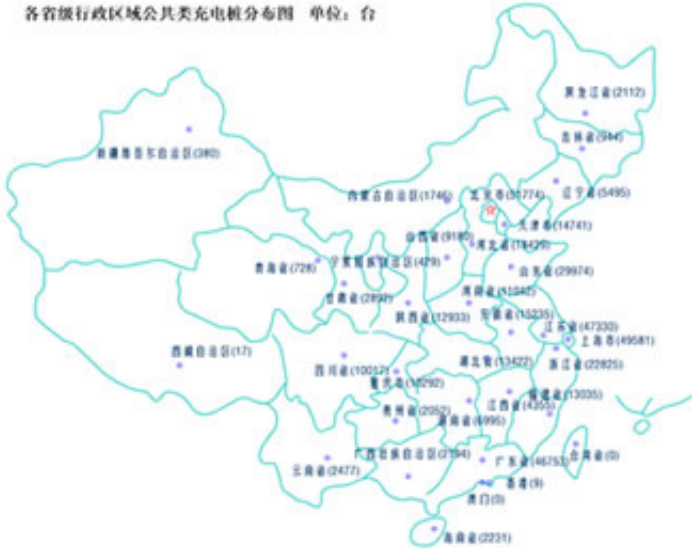 各省级行政区域公共类充电桩分布图 单位：台
黑龙江省(2112)
吉林省(944)
新疆维吾尔自治区(380)
内蒙古自治区(1746)
北京市(51774)
辽宁省(5495)
天津市(14741)
山西省(9180)
河北省(18429)
青海省(728)
宁夏回族自治区(429)
山东省(29974)
甘肃省(2892)
河南省(11042)
陕西省(12933)
安徽省(15235)
江苏省(47330)
上海市(49581)
西藏自治区(17)
四川省(10057)
湖北省(13422)
浙江省(22825)
重庆市(10292)
福建省(13035)
贵州省(2052)
湖南省(6995)
江西省(4355)
广西壮族自治区(2194)
广东省(46753)
台湾省(0)
云南省(2477)
香港(9)
澳门(0)
海南省(2231)